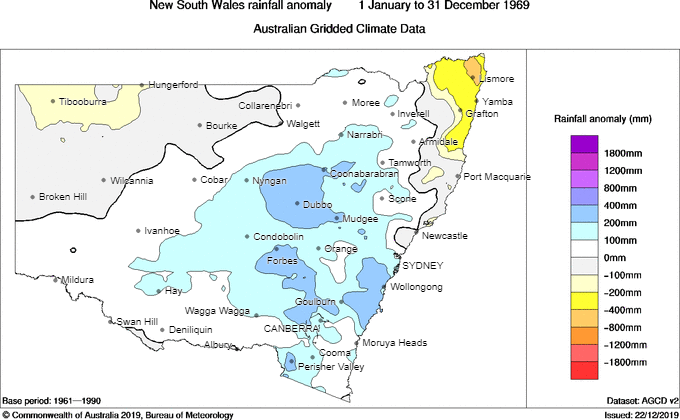 New South Wales rainfall anomaly 1 January to 31 December 1969
Australian Gridded Climate Data
Hungerford
Tibooburra
Collarenebri
Moree
Lismore
Yamba
Inverell
Grafton
Bourke
Walgett
Narrabri
Armidale
Tamworth
Coonabarabran
Port Macquarie
Wilcannia
Cobar
Nyngan
Broken Hill
Scone
Dubbo
Mudgee
Ivanhoe
Condobolin
Newcastle
Orange
Forbes
SYDNEY
Mildura
Hay
Wollongong
Goulburn
Wagga Wagga
Swan Hill
Deniliquin
CANBERRA
Albury
Moruya Heads
Cooma
Perisher Valley
Rainfall anomaly (mm)
1800mm
1200mm
800mm
400mm
200mm
100mm
0mm
-100mm
-200mm
-400mm
-800mm
-1200mm
-1800mm
Base period: 1961—1990
Dataset: AGCD v2
© Commonwealth of Australia 2019, Bureau of Meteorology
Issued: 22/12/2019